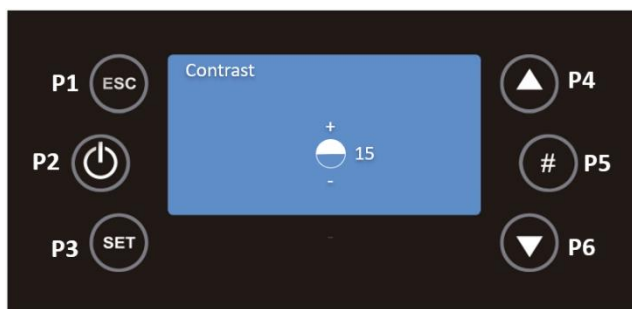 Contrast
P1 ESC
P4
+
P2
15
# P5
-
P3 SET
-
P6